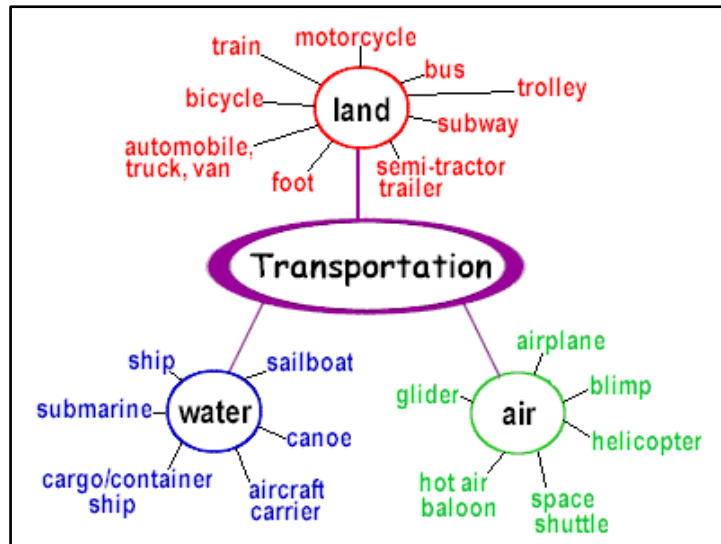 motorcycle
train
bus
trolley
bicycle
land
subway
automobile,
truck, van
foot
semi-tractor
trailer
Transportation
ship
sailboat
submarine
water
canoe
cargo/container
ship
aircraft
carrier
airplane
glider
blimp
air
helicopter
hot air
baloon
space
shuttle